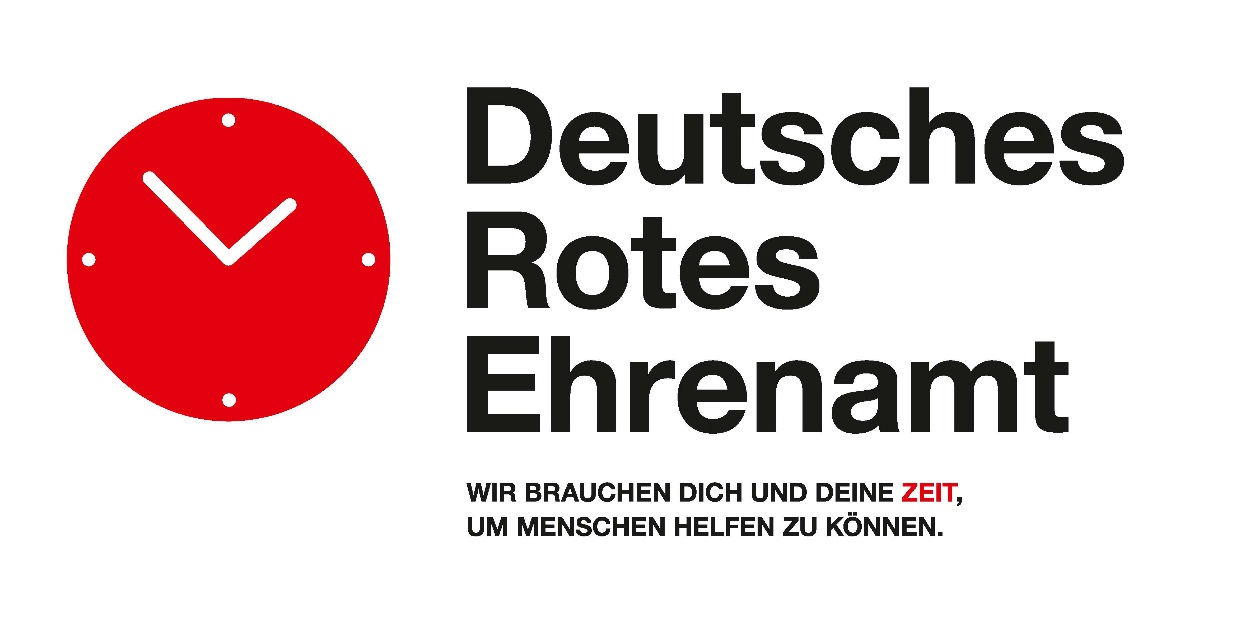 Deutsches
Rotes
Ehrenamt
WIR BRAUCHEN DICH UND DEINE ZEIT,
UM MENSCHEN HELFEN ZU KÖNNEN.